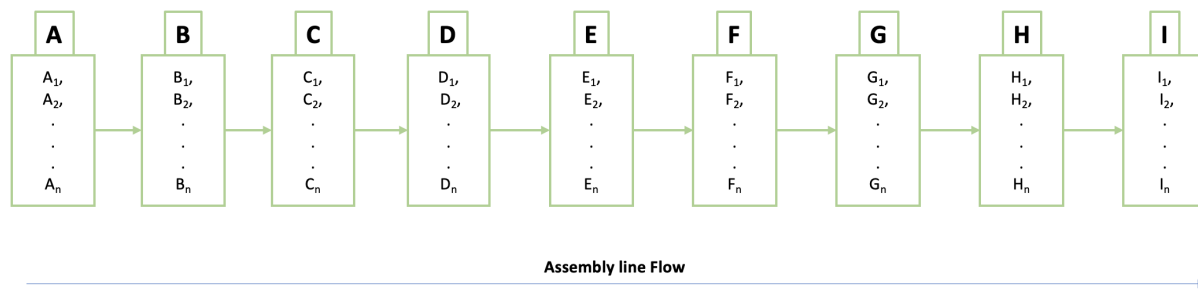 A B C D E F G H I
A₁, B₁, C₁, D₁, E₁, F₁, G₁, H₁, I₁,
A₂, B₂, C₂, D₂, E₂, F₂, G₂, H₂, I₂,
. . . . . . . . .
. . . . . . . . .
. . . . . . . . .
Aₙ Bₙ Cₙ Dₙ Eₙ Fₙ Gₙ Hₙ Iₙ
Assembly line Flow